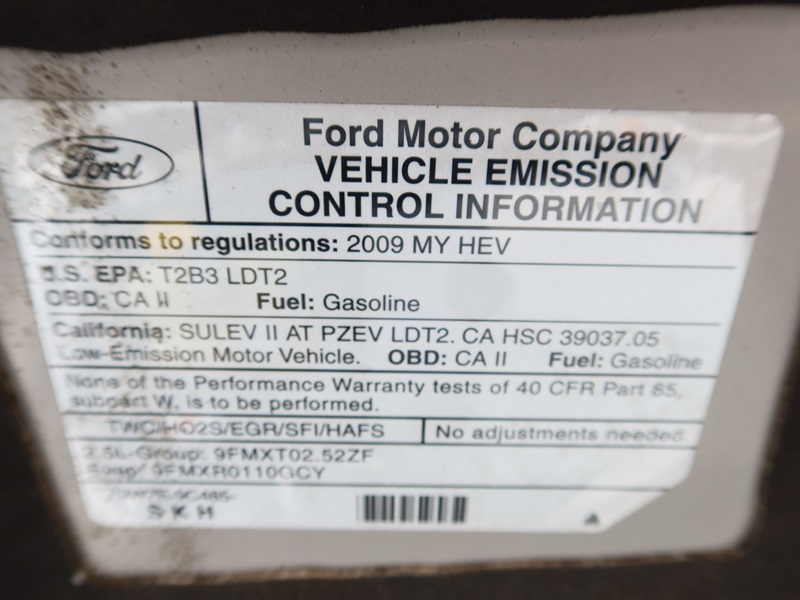 Ford
Ford Motor Company
VEHICLE EMISSION
CONTROL INFORMATION
Conforms to regulations: 2009 MY HEV
U.S. EPA: T2B3 LDT2
OBD: CA II Fuel: Gasoline
California: SULEV II AT PZEV LDT2. CA HSC 39037.05
Low-Emission Motor Vehicle. OBD: CA II Fuel: Gasoline
None of the Performance Warranty tests of 40 CFR Part 85,
subpart W, is to be performed.
TWC/HO2S/EGR/SFI/HAFS No adjustments needed.
2.5L-Group: 9FMXT02.52ZF
Evap: 9FMXR0110GCY
SKH
A